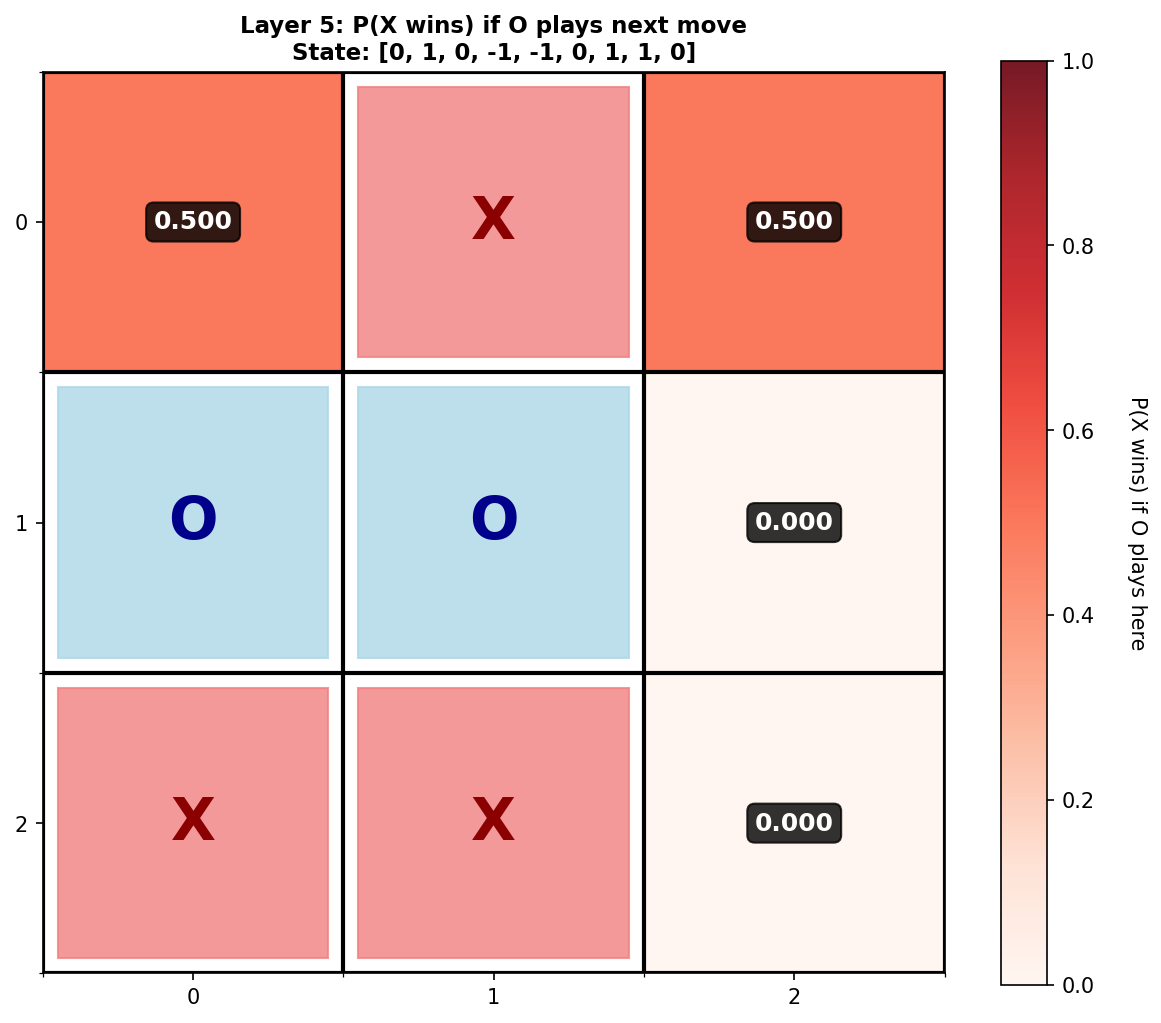 Layer 5: P(X wins) if O plays next move
State: [0, 1, 0, -1, -1, 0, 1, 1, 0]
0
0.500
X
0.500
1
O
O
0.000
2
X
X
0.000
0
1
2
1.0
0.8
0.6
0.4
0.2
0.0
P(X wins) if O plays here